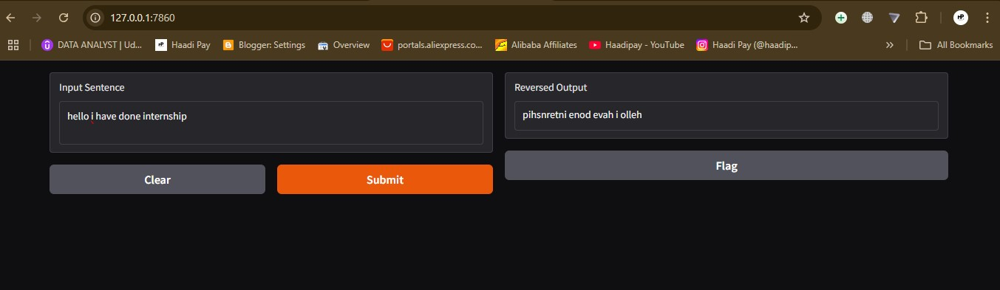 127.0.0.1:7860
DATA ANALYST | Ud... Haadi Pay Blogger: Settings Overview portals.aliexpress.co... Alibaba Affiliates Haadipay - YouTube Haadi Pay (@haadip... » All Bookmarks
Input Sentence
hello i have done internship
Clear Submit
Reversed Output
pihsnretni enod evah i olleh
Flag